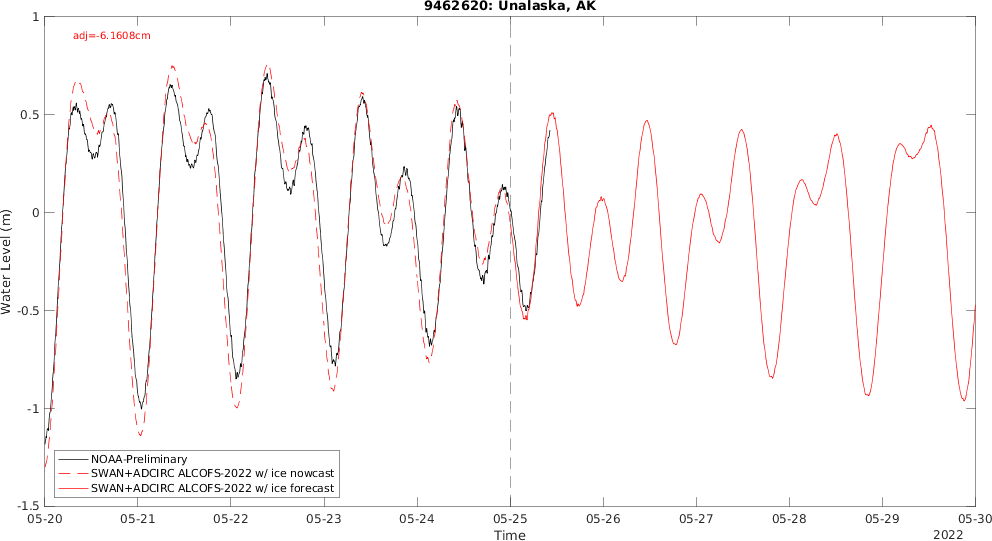 9462620: Unalaska, AK
adj=-6.1608cm
1
0.5
0
-0.5
-1
-1.5
Water Level (m)
NOAA-Preliminary
SWAN+ADCIRC ALCOFS-2022 w/ ice nowcast
SWAN+ADCIRC ALCOFS-2022 w/ ice forecast
05-20 05-21 05-22 05-23 05-24 05-25 05-26 05-27 05-28 05-29 05-30
Time
2022